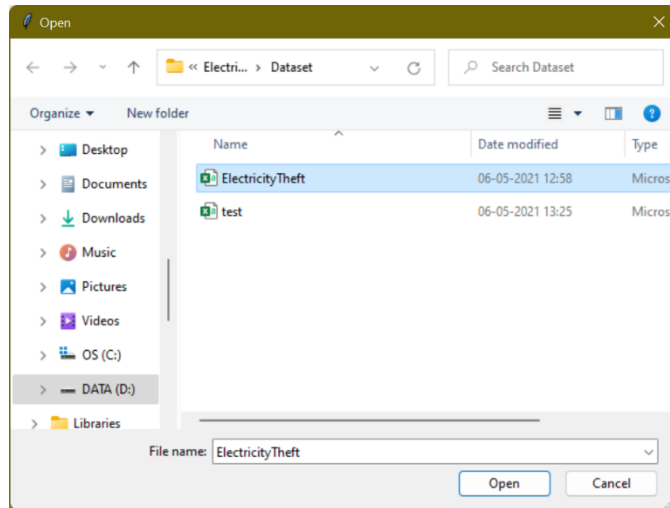 Open
« Electri... > Dataset
Search Dataset
Organize
New folder
Name
Date modified
Type
Desktop
Documents
Downloads
Music
Pictures
Videos
OS (C:)
DATA (D:)
Libraries
ElectricityTheft
06-05-2021 12:58
Micros
test
06-05-2021 13:25
Micros
File name:
ElectricityTheft
Open
Cancel